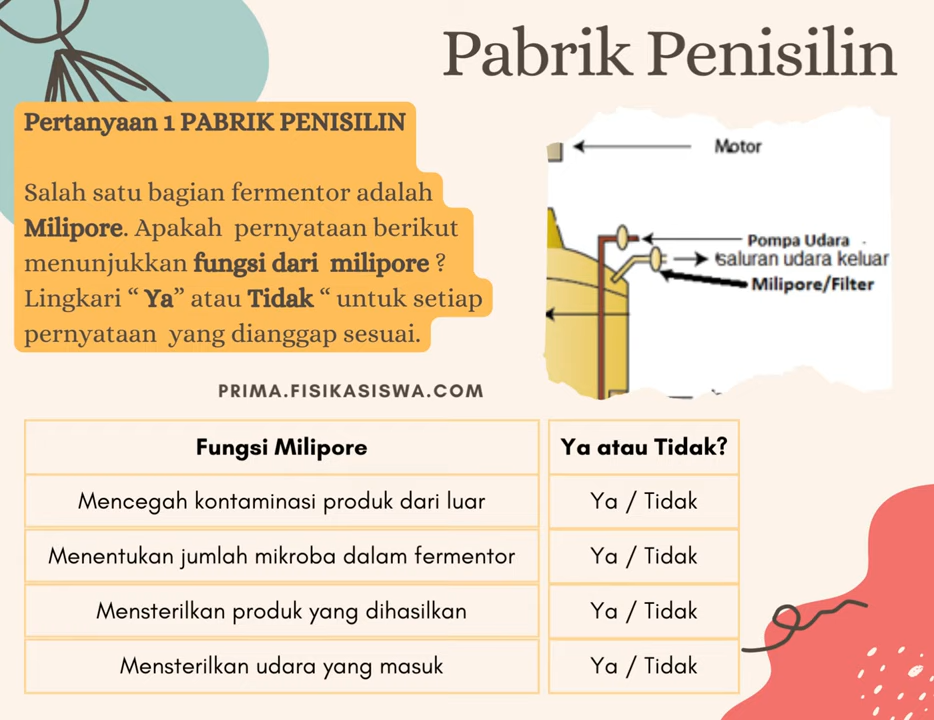 Pabrik Penisilin
Pertanyaan 1 PABRIK PENISILIN
Salah satu bagian fermentor adalah
Milipore. Apakah pernyataan berikut
menunjukkan fungsi dari milipore ?
Lingkari “ Ya” atau Tidak “ untuk setiap
pernyataan yang dianggap sesuai.
Motor
Pompa Udara
saluran udara keluar
Milipore/Filter
PRIMA.FISIKASISWA.COM
Fungsi Milipore Ya atau Tidak?
Mencegah kontaminasi produk dari luar Ya / Tidak
Menentukan jumlah mikroba dalam fermentor Ya / Tidak
Mensterilkan produk yang dihasilkan Ya / Tidak
Mensterilkan udara yang masuk Ya / Tidak